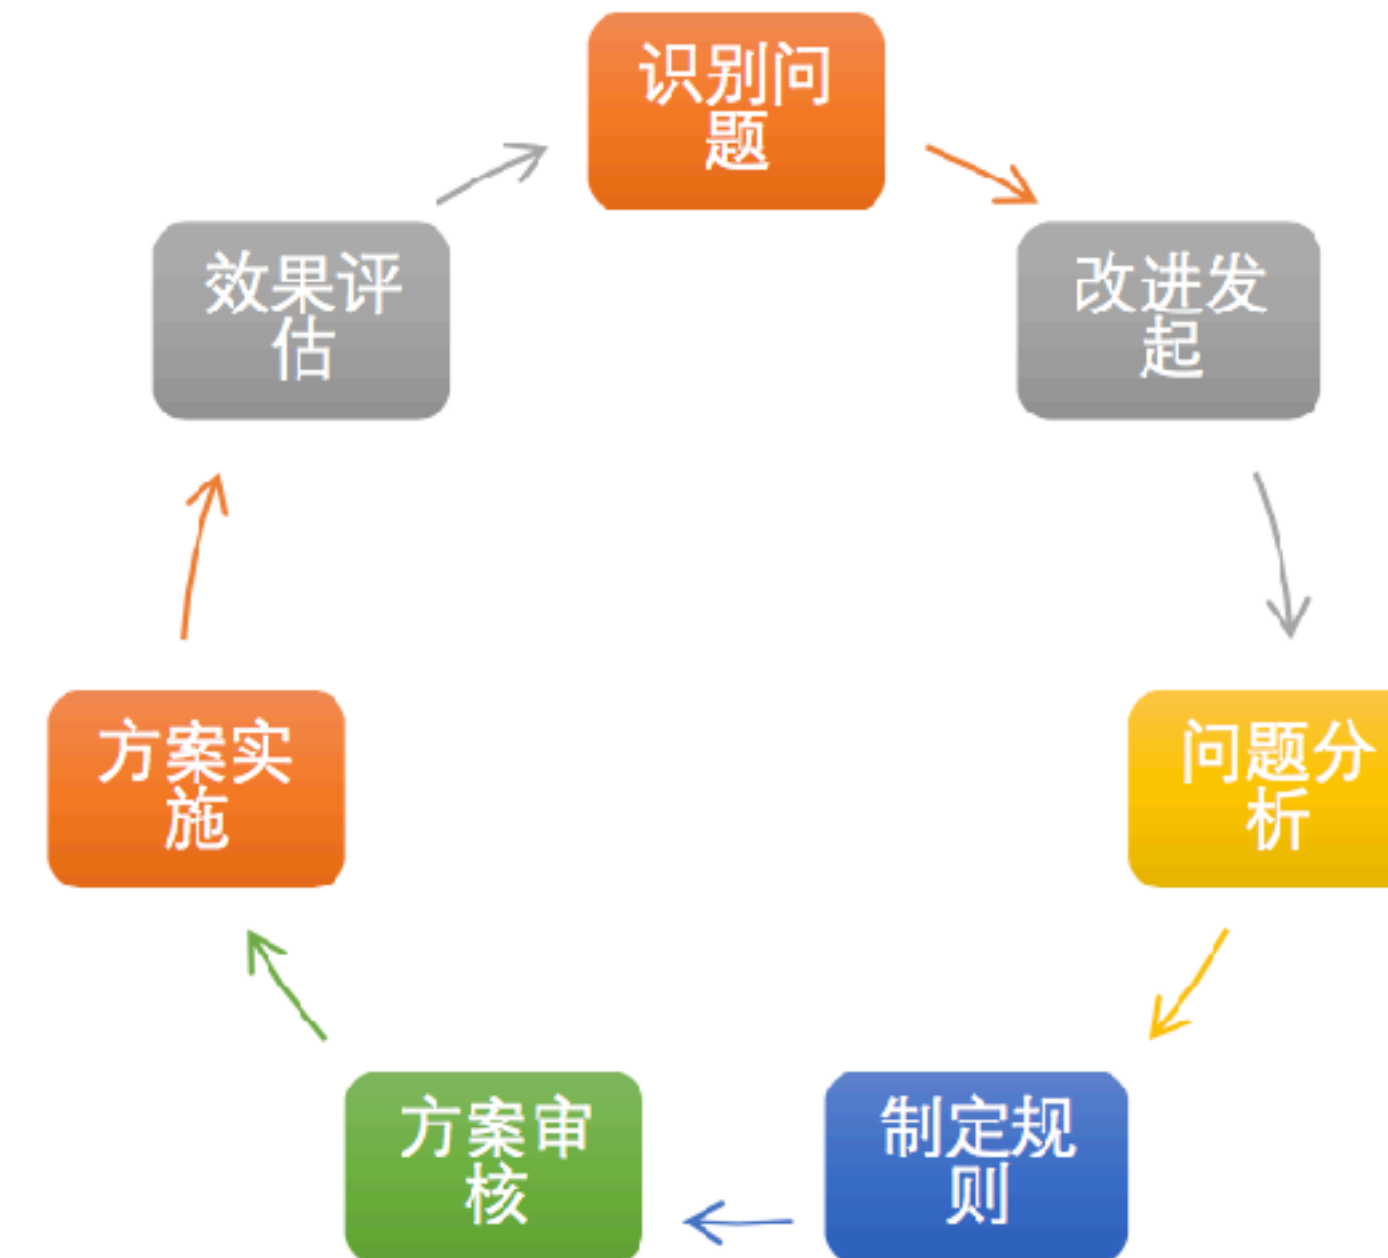 识别问
题
改进发
起
问题分
析
制定规
则
方案审
核
方案实
施
效果评
估